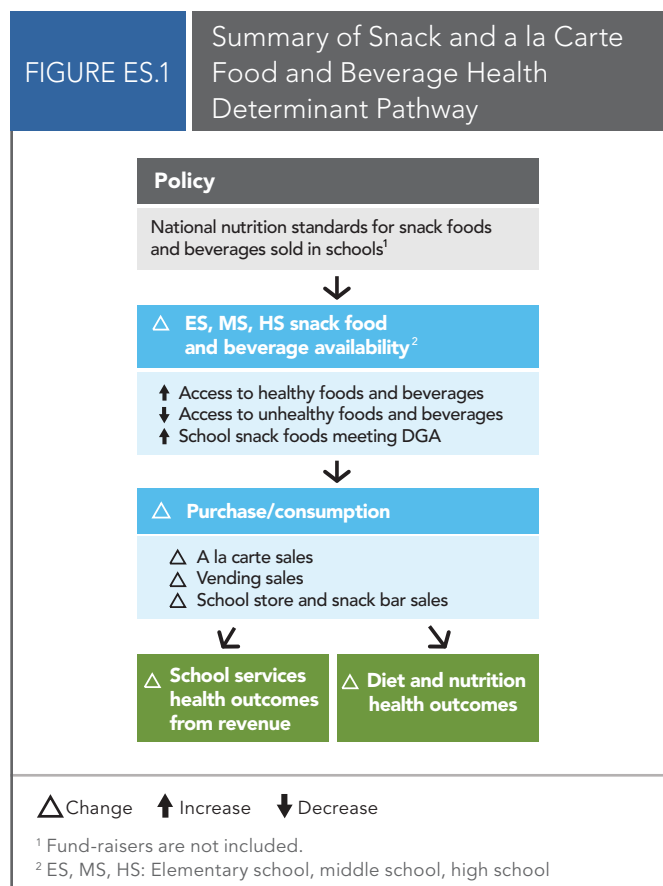 FIGURE ES.1
Summary of Snack and a la Carte
Food and Beverage Health
Determinant Pathway
Policy
National nutrition standards for snack foods
and beverages sold in schools¹
△ ES, MS, HS snack food
and beverage availability²
↑ Access to healthy foods and beverages
↓ Access to unhealthy foods and beverages
↑ School snack foods meeting DGA
△ Purchase/consumption
△ A la carte sales
△ Vending sales
△ School store and snack bar sales
△ School services
health outcomes
from revenue
△ Diet and nutrition
health outcomes
△ Change ↑ Increase ↓ Decrease
¹ Fund-raisers are not included.
² ES, MS, HS: Elementary school, middle school, high school